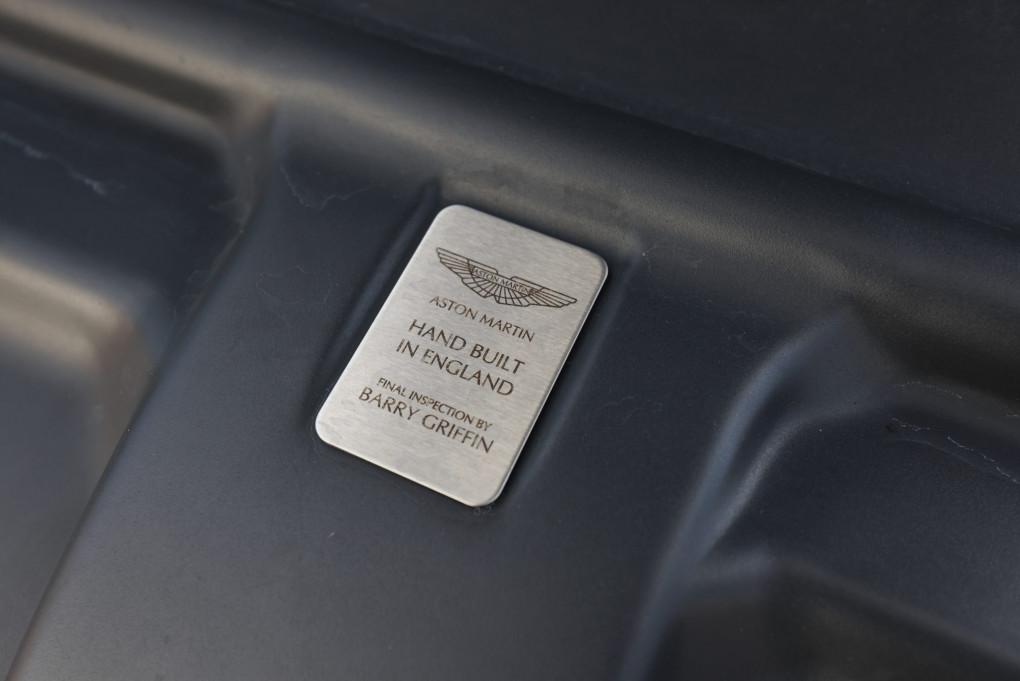 ASTON MARTIN
ASTON MARTIN
HAND BUILT
IN ENGLAND
FINAL INSPECTION BY
BARRY GRIFFIN